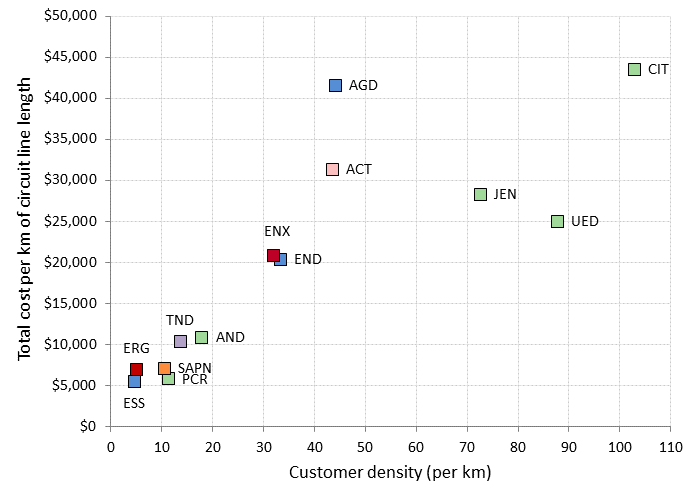 $50,000
$45,000
$40,000
$35,000
$30,000
$25,000
$20,000
$15,000
$10,000
$5,000
$0
Total cost per km of circuit line length
CIT
AGD
ACT
JEN
UED
ENX
END
TND
AND
ERG
SAPN
PCR
ESS
0 10 20 30 40 50 60 70 80 90 100 110
Customer density (per km)